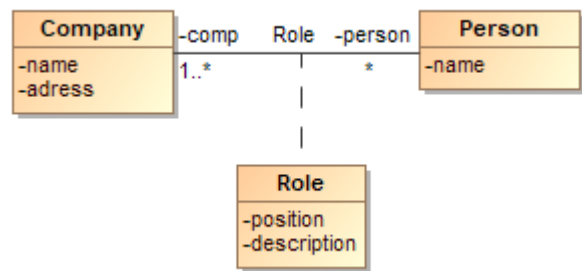 Company
-name
-adress
-comp
1..*
Role
-person
*
Person
-name
Role
-position
-description